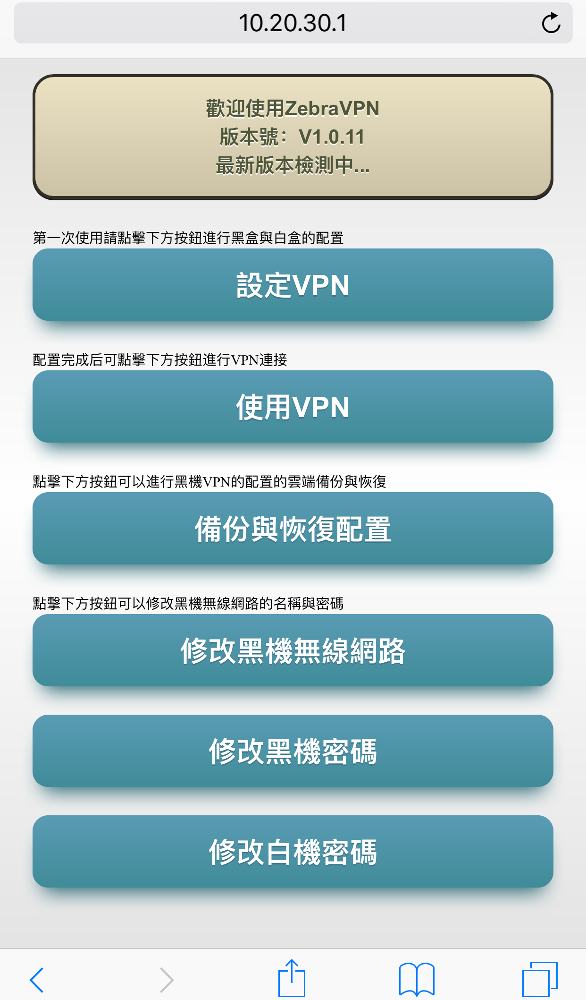 10.20.30.1
歡迎使用ZebraVPN
版本號：V1.0.11
最新版本檢測中...
第一次使用請點擊下方按鈕進行黑盒與白盒的配置
設定VPN
配置完成后可點擊下方按鈕進行VPN連接
使用VPN
點擊下方按鈕可以進行黑機VPN的配置的雲端備份與恢復
備份與恢復配置
點擊下方按鈕可以修改黑機無線網路的名稱與密碼
修改黑機無線網路
修改黑機密碼
修改白機密碼